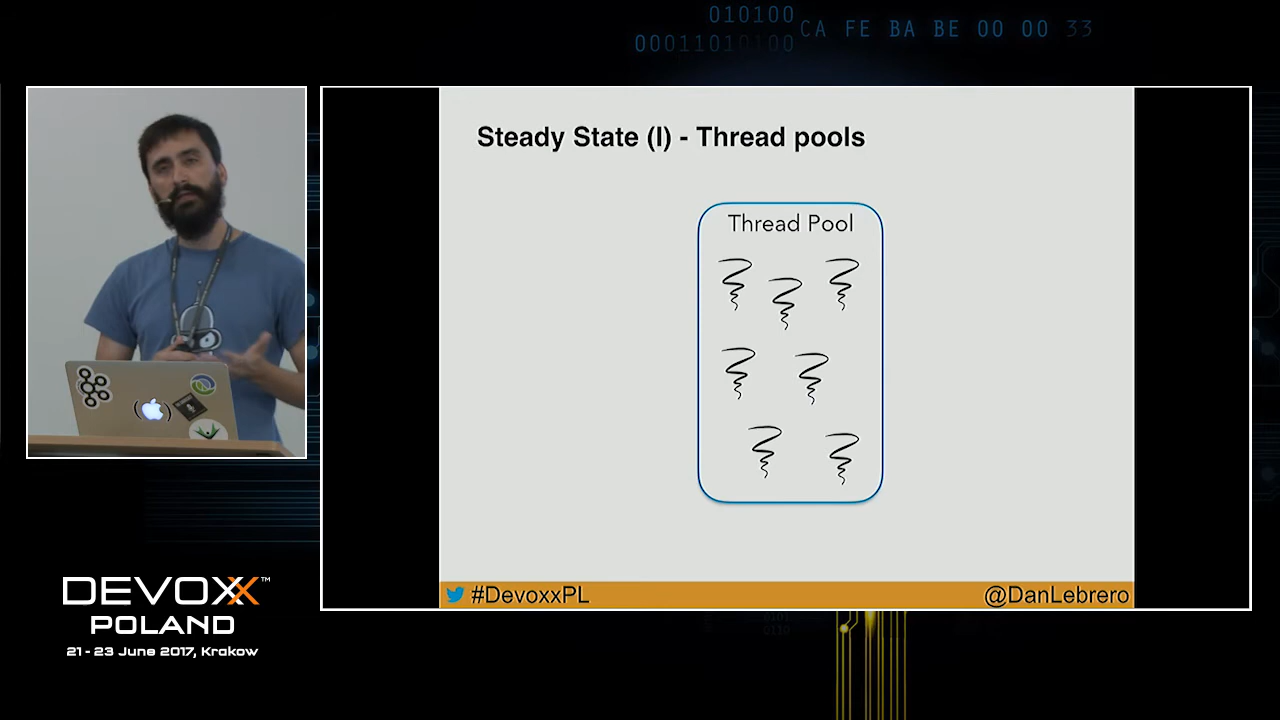 010100
00011010100
CA FE BA BE 00 00 33
Steady State (I) - Thread pools
Thread Pool
#DevoxxPL
@DanLebrero
DEVOXX™
POLAND
21 - 23 June 2017, Krakow